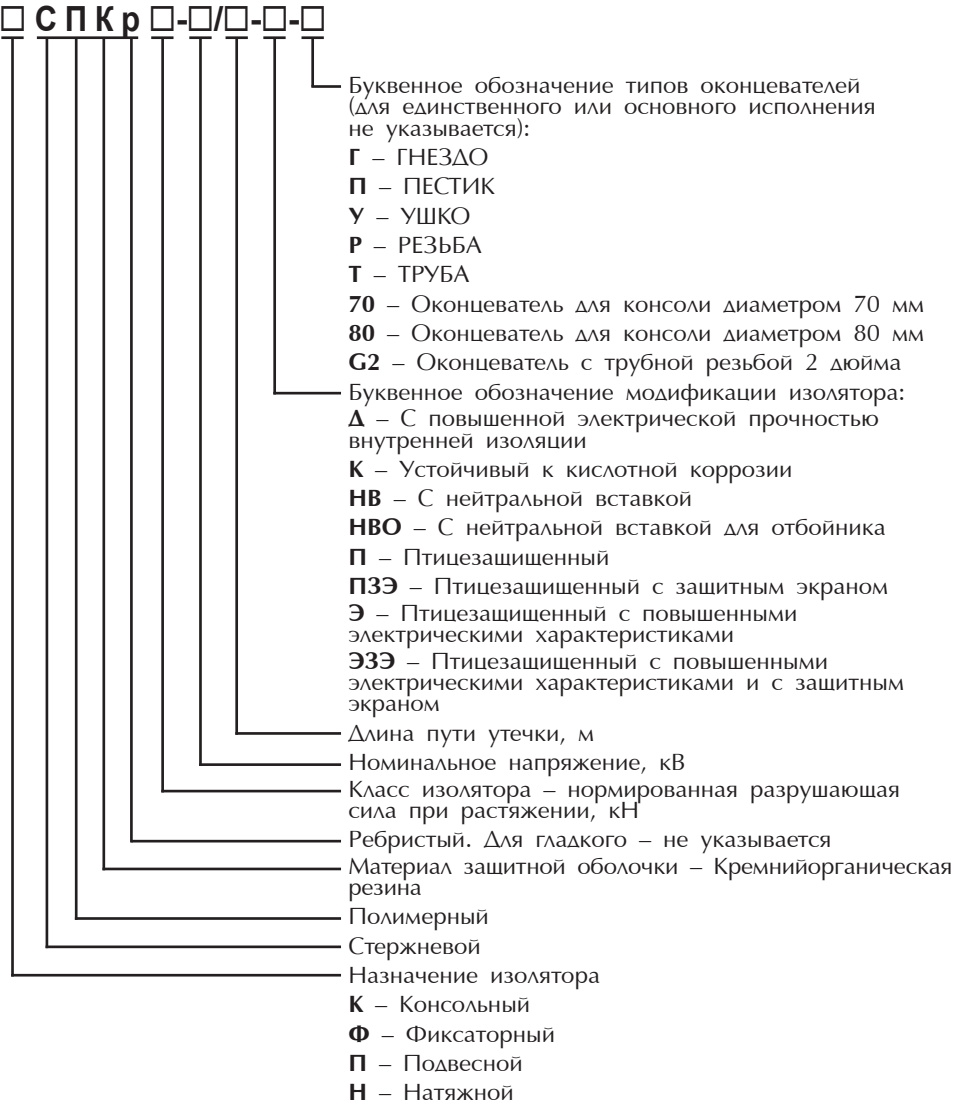 □ С П К р □-□/□-□-□
Буквенное обозначение типов оконцевателей
(для единственного или основного исполнения
не указывается):
Г – ГНЕЗДО
П – ПЕСТИК
У – УШКО
Р – РЕЗЬБА
Т – ТРУБА
70 – Оконцеватель для консоли диаметром 70 мм
80 – Оконцеватель для консоли диаметром 80 мм
G2 – Оконцеватель с трубной резьбой 2 дюйма
Буквенное обозначение модификации изолятора:
Д – С повышенной электрической прочностью
внутренней изоляции
К – Устойчивый к кислотной коррозии
НВ – С нейтральной вставкой
НВО – С нейтральной вставкой для отбойника
П – Птицезащищенный
ПЗЭ – Птицезащищенный с защитным экраном
Э – Птицезащищенный с повышенными
электрическими характеристиками
ЭЗЭ – Птицезащищенный с повышенными
электрическими характеристиками и с защитным
экраном
Длина пути утечки, м
Номинальное напряжение, кВ
Класс изолятора – нормированная разрушающая
сила при растяжении, кН
Ребристый. Для гладкого – не указывается
Материал защитной оболочки – Кремнийорганическая
резина
Полимерный
Стержневой
Назначение изолятора
К – Консольный
Ф – Фиксаторный
П – Подвесной
Н – Натяжной